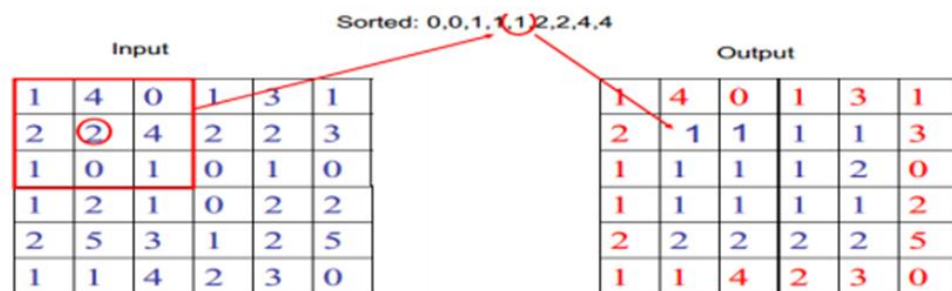 Sorted: 0,0,1,1,1,2,2,4,4
Input
Output
1 4 0 1 3 1
2 2 4 2 2 3
1 0 1 0 1 0
1 2 1 0 2 2
2 5 3 1 2 5
1 1 4 2 3 0
1 4 0 1 3 1
2 1 1 1 1 3
1 1 1 1 2 0
1 1 1 1 1 2
2 2 2 2 2 5
1 1 4 2 3 0